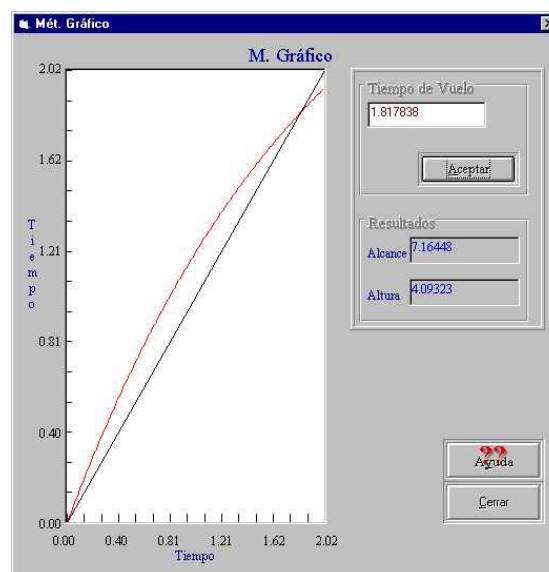 Mét. Gráfico
M. Gráfico
2.02
1.62
1.21
0.81
0.40
0.00
Tiempo
0.00 0.40 0.81 1.21 1.62 2.02
Tiempo
Tiempo de Vuelo
1.817838
Aceptar
Resultados
Alcance 7.16448
Altura 4.09323
??
Ayuda
Cerrar